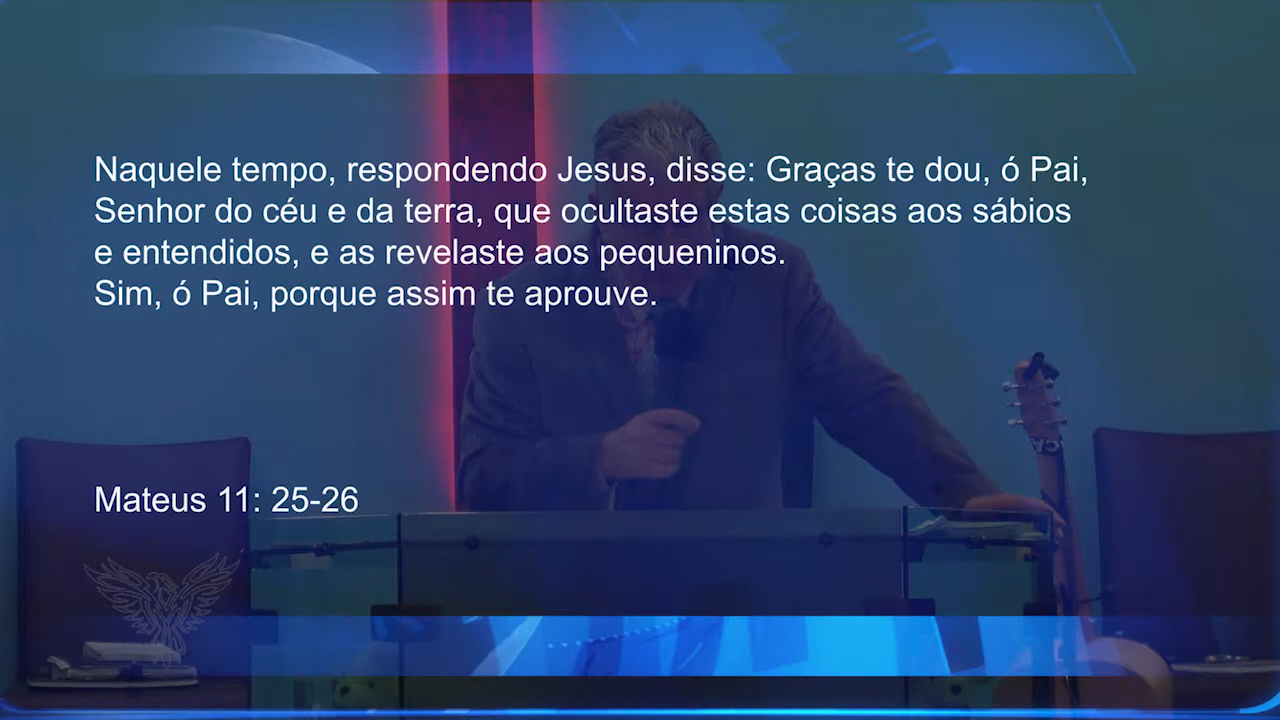 Naquele tempo, respondendo Jesus, disse: Graças te dou, ó Pai,
Senhor do céu e da terra, que ocultaste estas coisas aos sábios
e entendidos, e as revelaste aos pequeninos.
Sim, ó Pai, porque assim te aprouve.
Mateus 11: 25-26